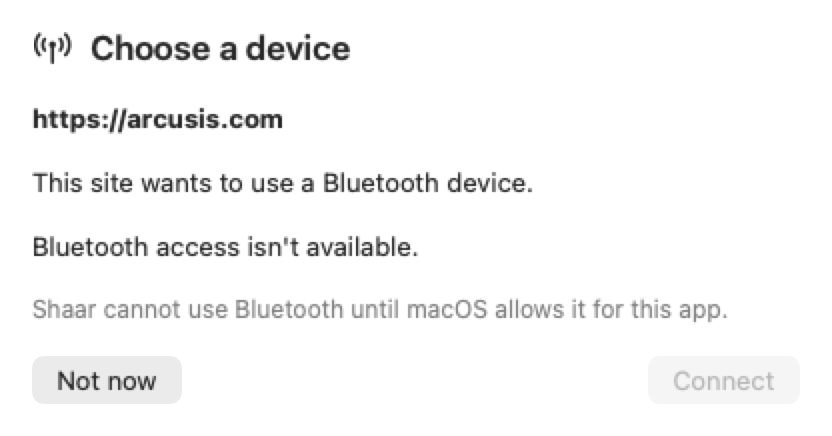 Choose a device
https://arcusis.com
This site wants to use a Bluetooth device.
Bluetooth access isn't available.
Shaar cannot use Bluetooth until macOS allows it for this app.
Not now
Connect